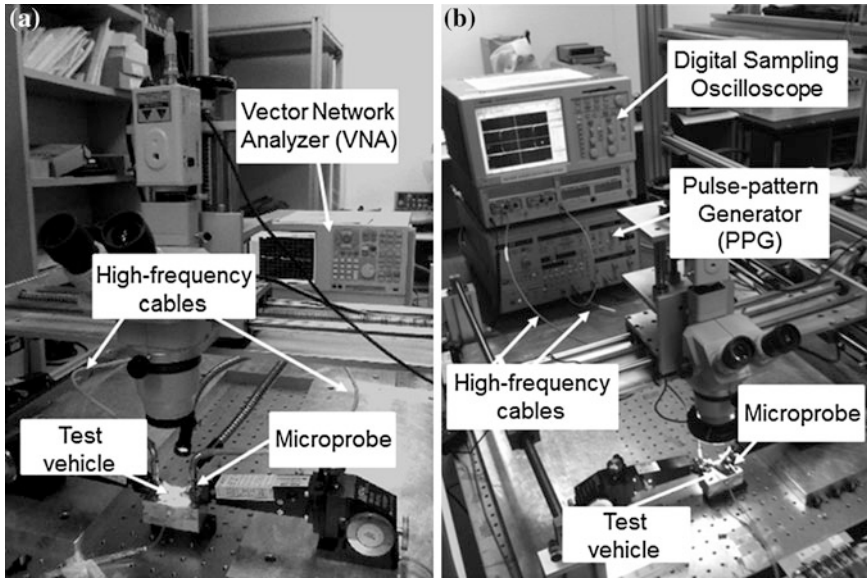 (a)
Vector Network
Analyzer (VNA)
High-frequency
cables
Test
vehicle
Microprobe
(b)
Digital Sampling
Oscilloscope
Pulse-pattern
Generator
(PPG)
High-frequency
cables
Microprobe
Test
vehicle